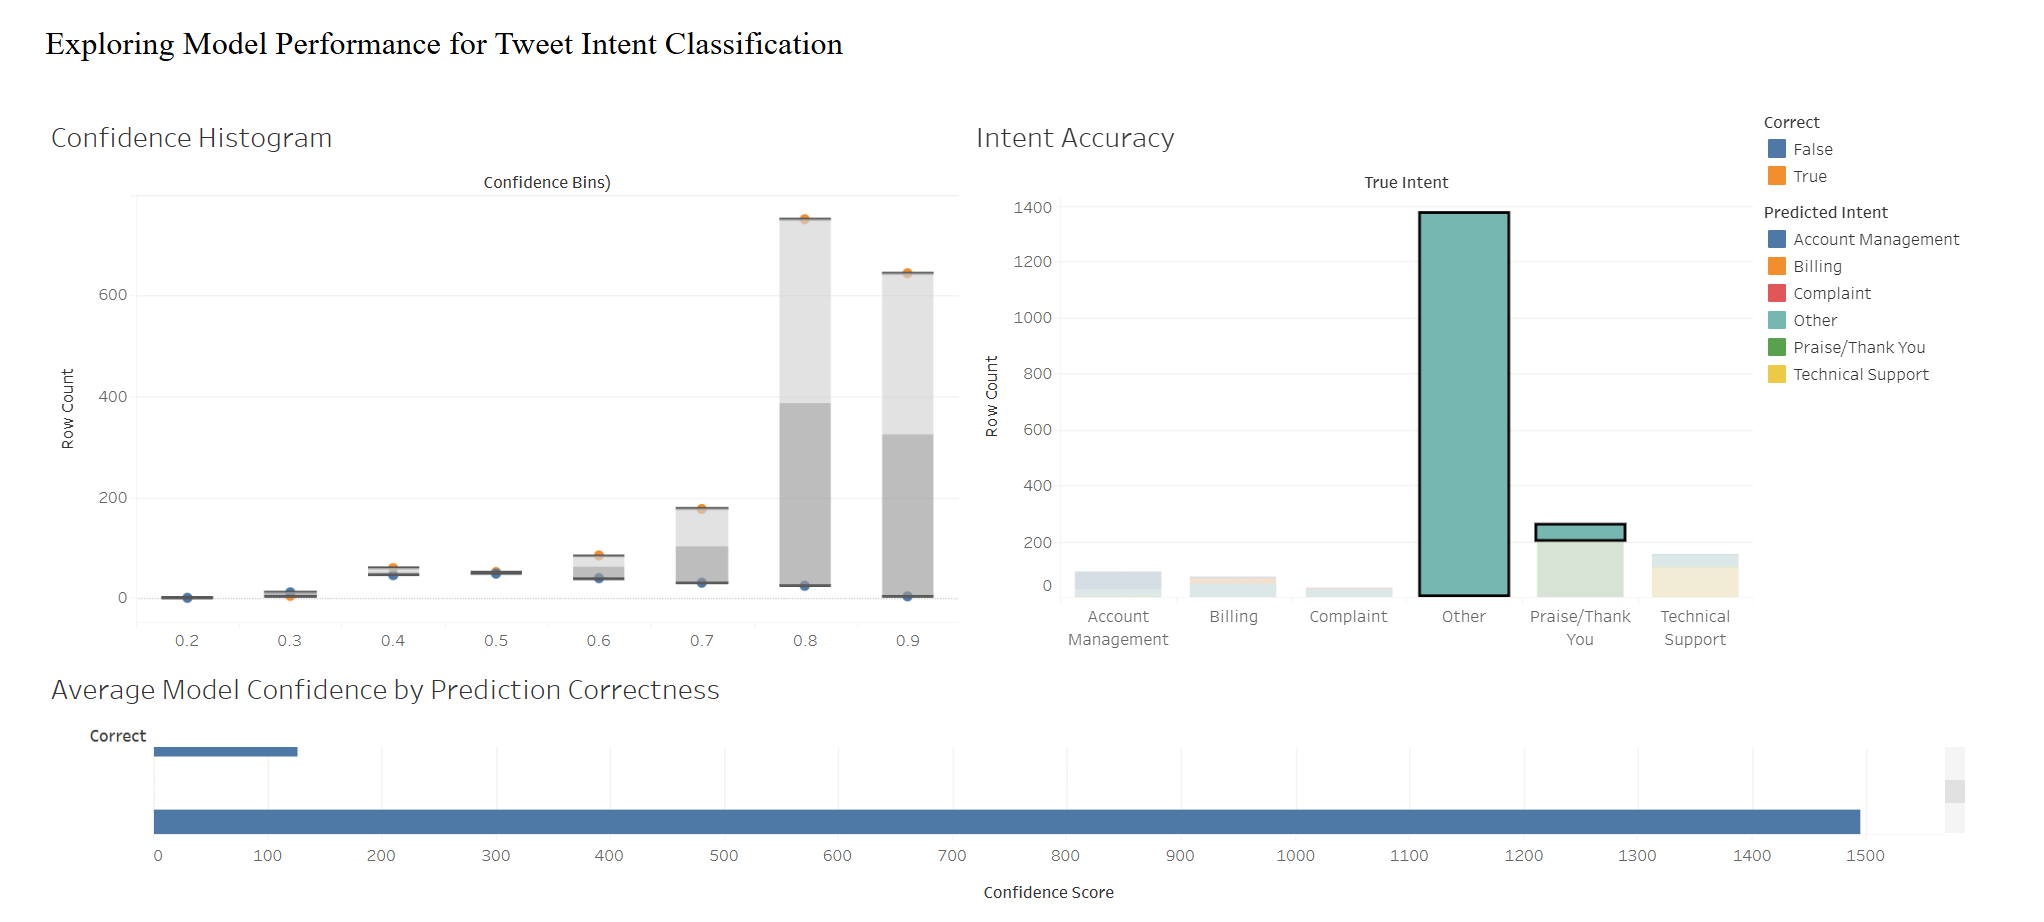 Exploring Model Performance for Tweet Intent Classification
Confidence Histogram
Confidence Bins)
Row Count
600
400
200
0
0.2 0.3 0.4 0.5 0.6 0.7 0.8 0.9
Intent Accuracy
True Intent
Row Count
1400
1200
1000
800
600
400
200
0
Account Management
Billing
Complaint
Other
Praise/Thank You
Technical Support
Correct
False
True
Predicted Intent
Account Management
Billing
Complaint
Other
Praise/Thank You
Technical Support
Average Model Confidence by Prediction Correctness
Correct
0 100 200 300 400 500 600 700 800 900 1000 1100 1200 1300 1400 1500
Confidence Score